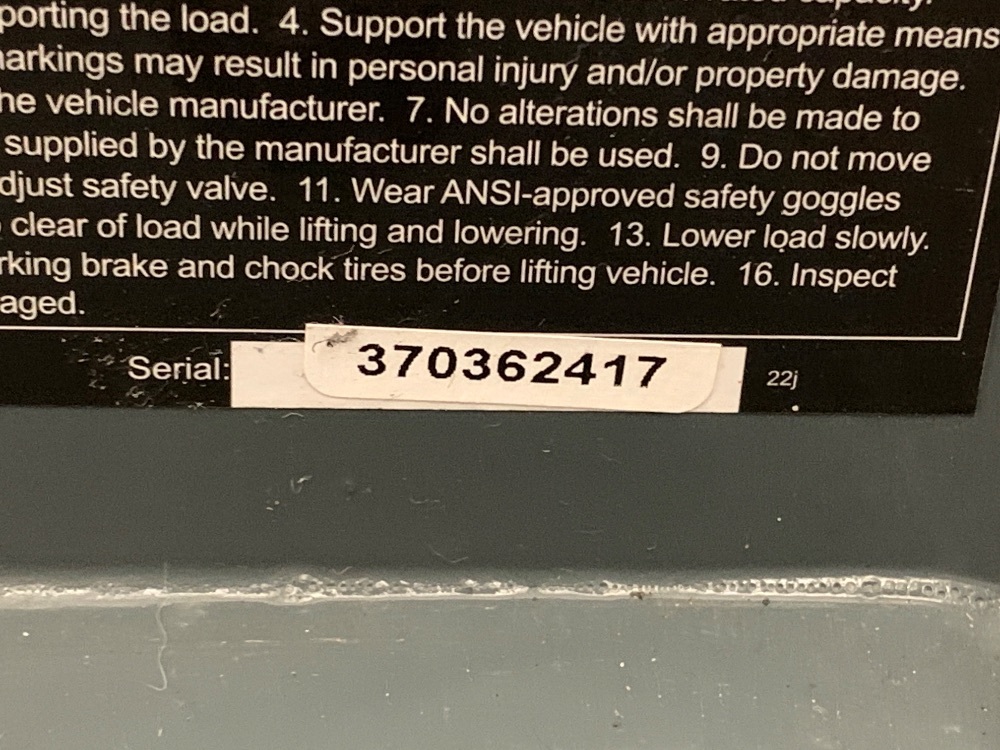 porting the load. 4. Support the vehicle with appropriate means
arkings may result in personal injury and/or property damage.
he vehicle manufacturer. 7. No alterations shall be made to
supplied by the manufacturer shall be used. 9. Do not move
djust safety valve. 11. Wear ANSI-approved safety goggles
clear of load while lifting and lowering. 13. Lower load slowly.
rking brake and chock tires before lifting vehicle. 16. Inspect
aged.
Serial: 370362417 22j